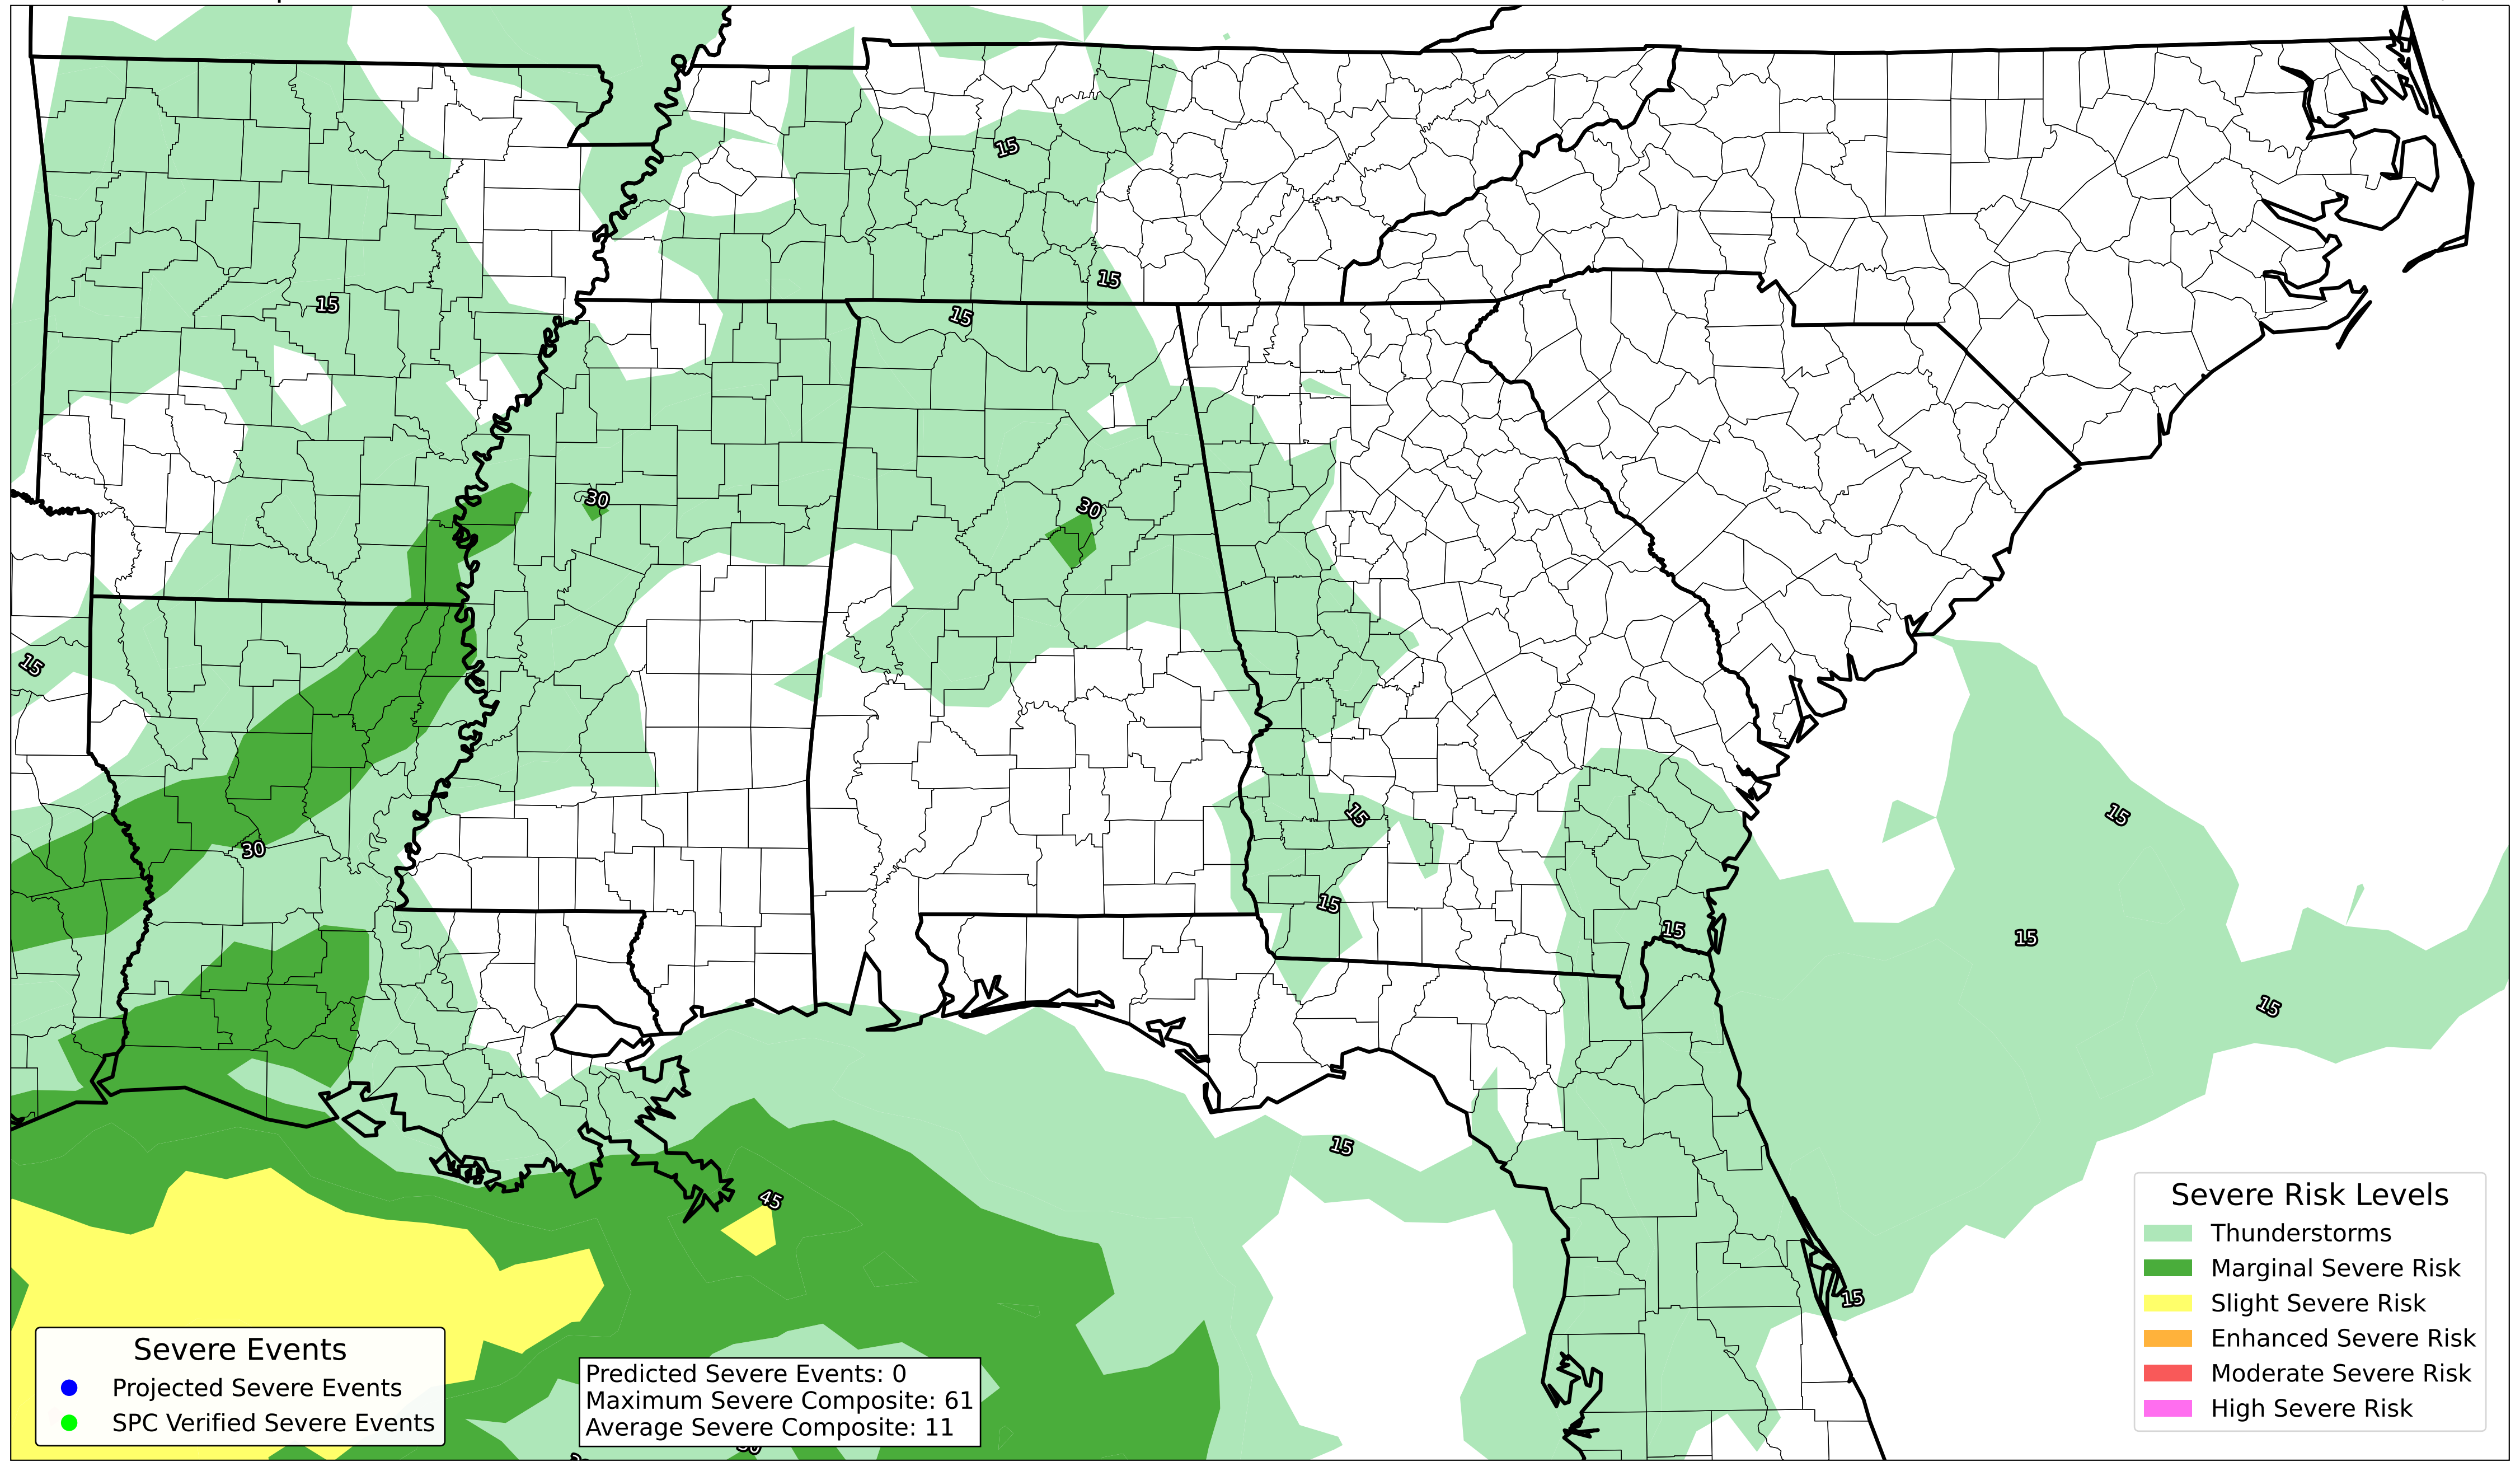 15
15
15
30
30
15
15
15
15
30
15
15
15
15
15
15
45
15
Severe Risk Levels
Thunderstorms
Marginal Severe Risk
Slight Severe Risk
Enhanced Severe Risk
Moderate Severe Risk
High Severe Risk
Severe Events
Projected Severe Events
SPC Verified Severe Events
Predicted Severe Events: 0
Maximum Severe Composite: 61
Average Severe Composite: 11